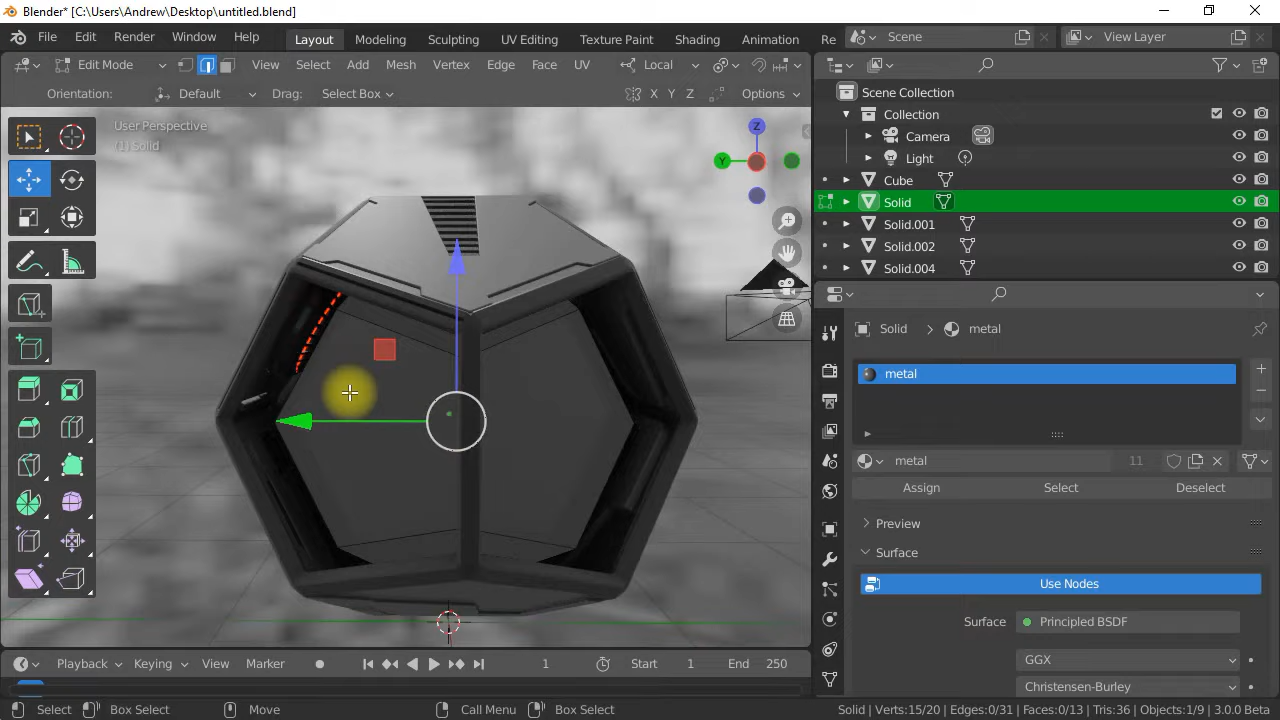 Blender* [C:\Users\Andrew\Desktop\untitled.blend]
File Edit Render Window Help Layout Modeling Sculpting UV Editing Texture Paint Shading Animation Re Scene View Layer
Edit Mode View Select Add Mesh Vertex Edge Face UV Local
Orientation: Default Drag: Select Box X Y Z Options
User Perspective
(1) Solid
Z
Y
Scene Collection
Collection
Camera
Light
Cube
Solid
Solid.001
Solid.002
Solid.004
Solid > metal
metal
metal 11
Assign Select Deselect
Preview
Surface
Use Nodes
Surface Principled BSDF
GGX
Christensen-Burley
Playback Keying View Marker 1 Start 1 End 250
Select Box Select Move Call Menu Box Select Solid | Verts:15/20 | Edges:0/31 | Faces:0/13 | Tris:36 | Objects:1/9 | 3.0.0 Beta